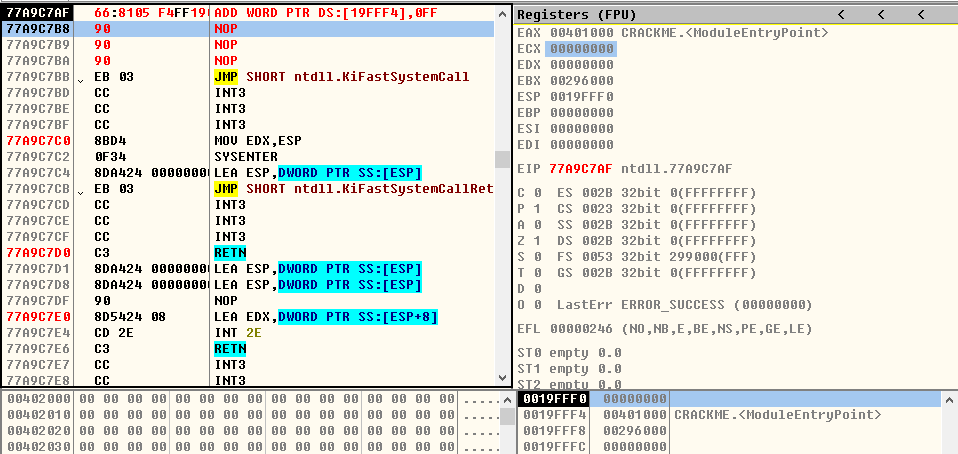 77A9C7AF 66:8105 F4FF19 ADD WORD PTR DS:[19FFF4],0FF
77A9C7B8 90 NOP
77A9C7B9 90 NOP
77A9C7BA 90 NOP
77A9C7BB EB 03 JMP SHORT ntdll.KiFastSystemCall
77A9C7BD CC INT3
77A9C7BE CC INT3
77A9C7BF CC INT3
77A9C7C0 8BD4 MOV EDX,ESP
77A9C7C2 0F34 SYSENTER
77A9C7C4 8DA424 0000000 LEA ESP,DWORD PTR SS:[ESP]
77A9C7CB EB 03 JMP SHORT ntdll.KiFastSystemCallRet
77A9C7CD CC INT3
77A9C7CE CC INT3
77A9C7CF CC INT3
77A9C7D0 C3 RETN
77A9C7D1 8DA424 0000000 LEA ESP,DWORD PTR SS:[ESP]
77A9C7D8 8DA424 0000000 LEA ESP,DWORD PTR SS:[ESP]
77A9C7DF 90 NOP
77A9C7E0 8D5424 08 LEA EDX,DWORD PTR SS:[ESP+8]
77A9C7E4 CD 2E INT 2E
77A9C7E6 C3 RETN
77A9C7E7 CC INT3
77A9C7E8 CC INT3
Registers (FPU) < < <
EAX 00401000 CRACKME.<ModuleEntryPoint>
ECX 00000000
EDX 00000000
EBX 00296000
ESP 0019FFF0
EBP 00000000
ESI 00000000
EDI 00000000
EIP 77A9C7AF ntdll.77A9C7AF
C 0 ES 002B 32bit 0(FFFFFFFF)
P 1 CS 0023 32bit 0(FFFFFFFF)
A 0 SS 002B 32bit 0(FFFFFFFF)
Z 1 DS 002B 32bit 0(FFFFFFFF)
S 0 FS 0053 32bit 299000(FFF)
T 0 GS 002B 32bit 0(FFFFFFFF)
D 0
O 0 LastErr ERROR_SUCCESS (00000000)
EFL 00000246 (NO,NB,E,BE,NS,PE,GE,LE)
ST0 empty 0.0
ST1 empty 0.0
ST2 empty 0.0
00402000 00 00 00 00 00 00 00 00 00 00 00 00 00 00 00 00 .....
00402010 00 00 00 00 00 00 00 00 00 00 00 00 00 00 00 00 .....
00402020 00 00 00 00 00 00 00 00 00 00 00 00 00 00 00 00 .....
00402030 00 00 00 00 00 00 00 00 00 00 00 00 00 00 00 00 .....
0019FFF0 00000000
0019FFF4 00401000 CRACKME.<ModuleEntryPoint>
0019FFF8 00296000
0019FFFC 00000000